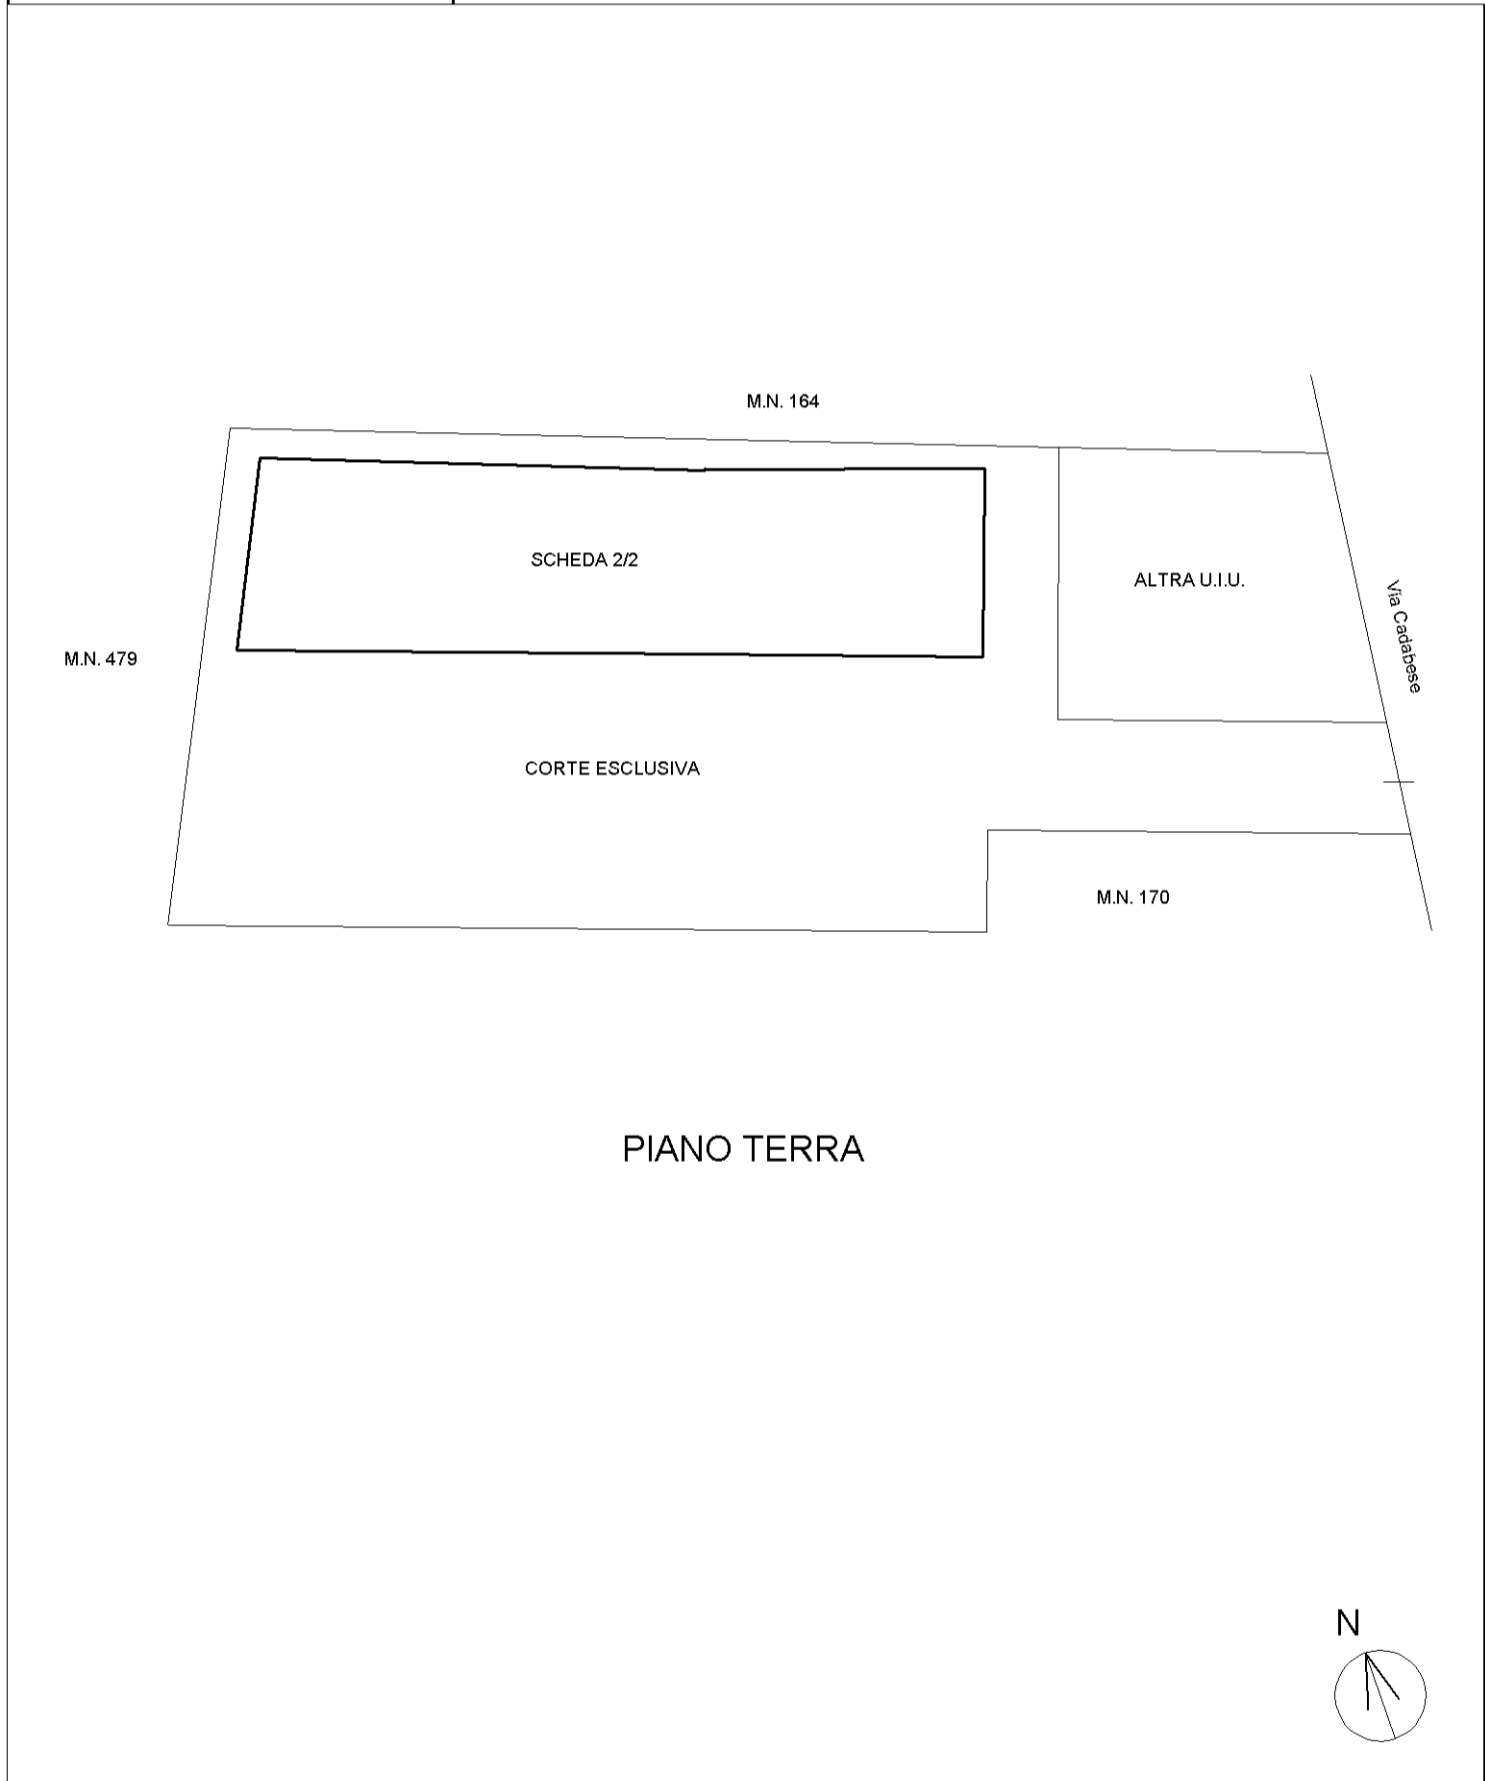 M.N. 164
SCHEDA 2/2
ALTRA U.I.U.
Via Cadabese
M.N. 479
CORTE ESCLUSIVA
M.N. 170
PIANO TERRA
N